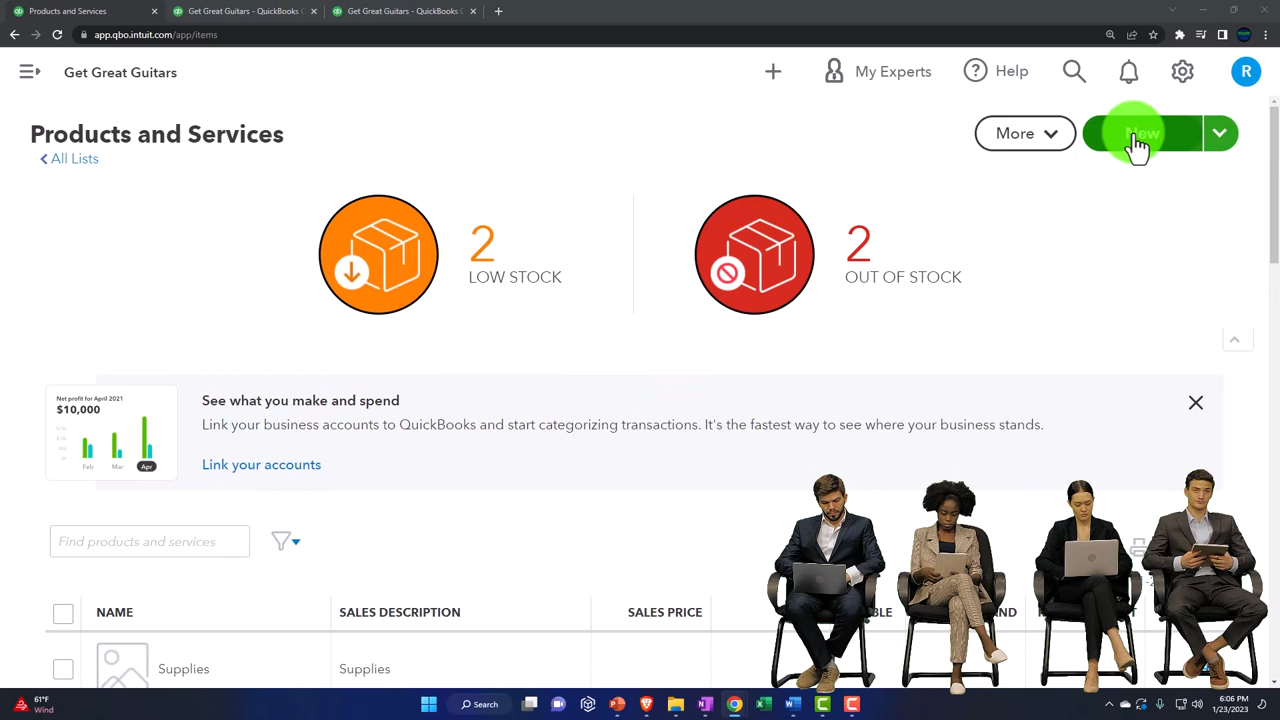 Products and Services
Get Great Guitars - QuickBooks O
Get Great Guitars - QuickBooks O
app.qbo.intuit.com/app/items
Get Great Guitars
My Experts
Help
R
Products and Services
All Lists
More
New
2
LOW STOCK
2
OUT OF STOCK
Net profit for April 2021
$10,000
Feb
Mar
Apr
See what you make and spend
Link your business accounts to QuickBooks and start categorizing transactions. It's the fastest way to see where your business stands.
Link your accounts
Find products and services
NAME
SALES DESCRIPTION
SALES PRICE
Supplies
Supplies
61°F
Wind
Search
6:06 PM
1/23/2023